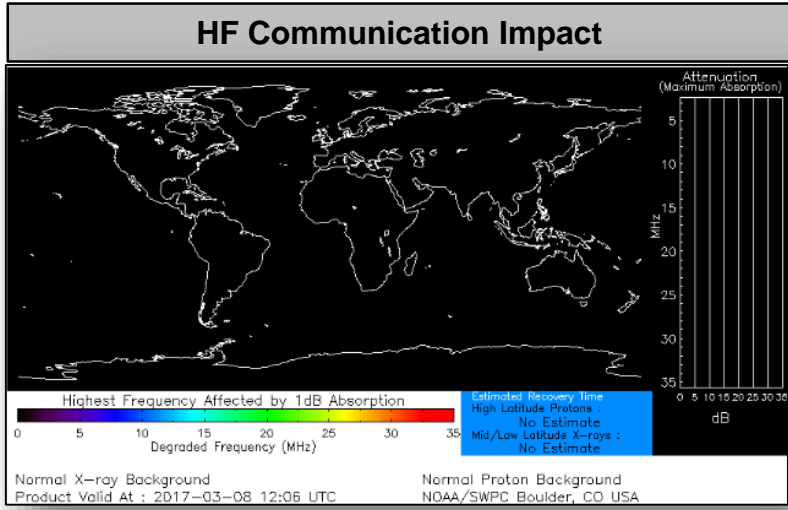 HF Communication Impact
Attenuation
(Maximum Absorption)
5
10
15
20
25
30
35
MHz
0 5 10 15 20 25 30 35
dB
Highest Frequency Affected by 1dB Absorption
0 5 10 15 20 25 30 35
Degraded Frequency (MHz)
Estimated Recovery Time
High Latitude Protons :
No Estimate
Mid/Low Latitude X-rays :
No Estimate
Normal X-ray Background
Normal Proton Background
Product Valid At : 2017-03-08 12:06 UTC
NOAA/SWPC Boulder, CO USA